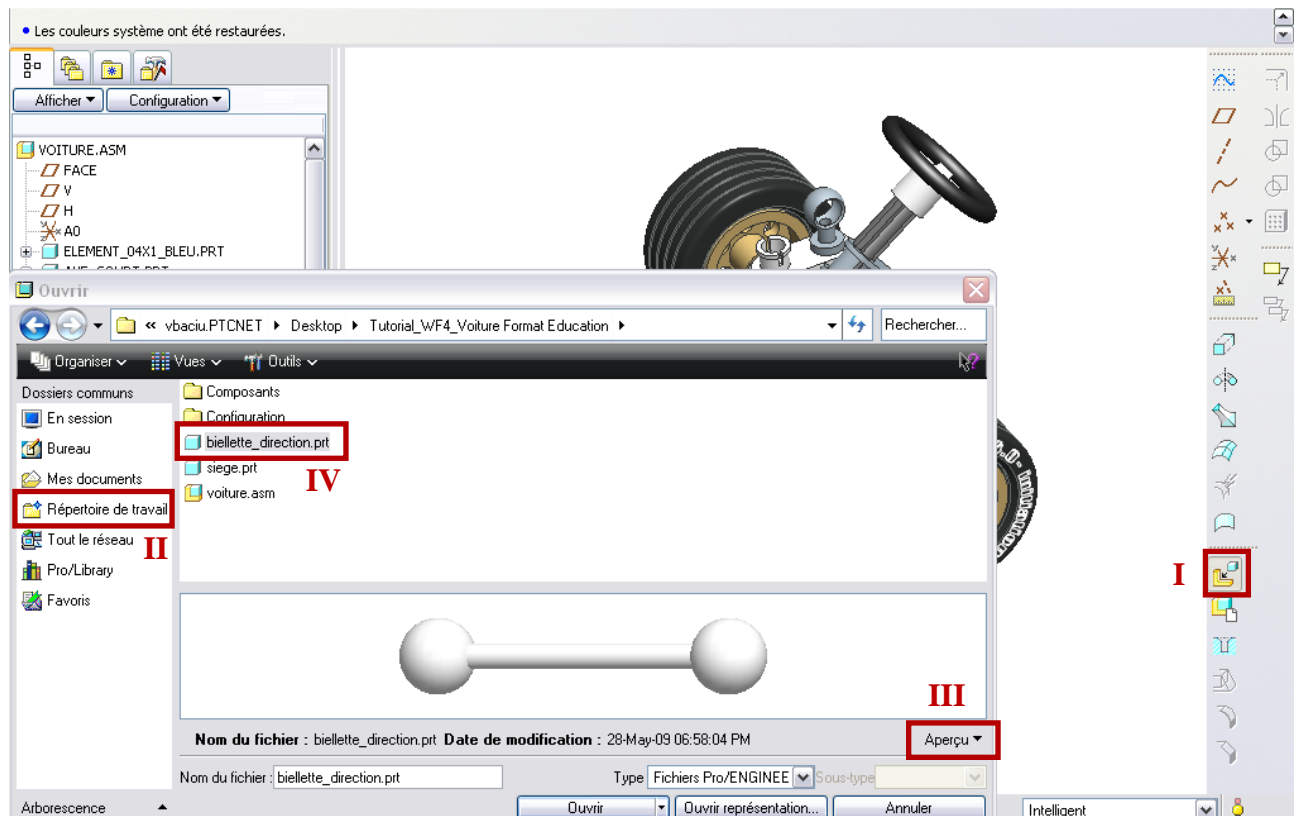 Les couleurs système ont été restaurées.
Afficher Configuration
VOITURE.ASM
FACE
V
H
A0
ELEMENT_04X1_BLEU.PRT
Ouvrir
« vbaciu.PTCNET Desktop Tutorial_WF4_Voiture Format Education
Rechercher...
Organiser Vues Outils
Dossiers communs
En session
Bureau
Mes documents
Répertoire de travail
II
Tout le réseau
Pro/Library
Favoris
Composants
Configuration
biellette_direction.prt
IV
siege.prt
voiture.asm
I
III
Nom du fichier : biellette_direction.prt Date de modification : 28-May-09 06:58:04 PM
Aperçu
Nom du fichier : biellette_direction.prt
Type Fichiers Pro/ENGINEE Sous-type
Arborescence
Ouvrir Ouvrir représentation... Annuler
Intelligent